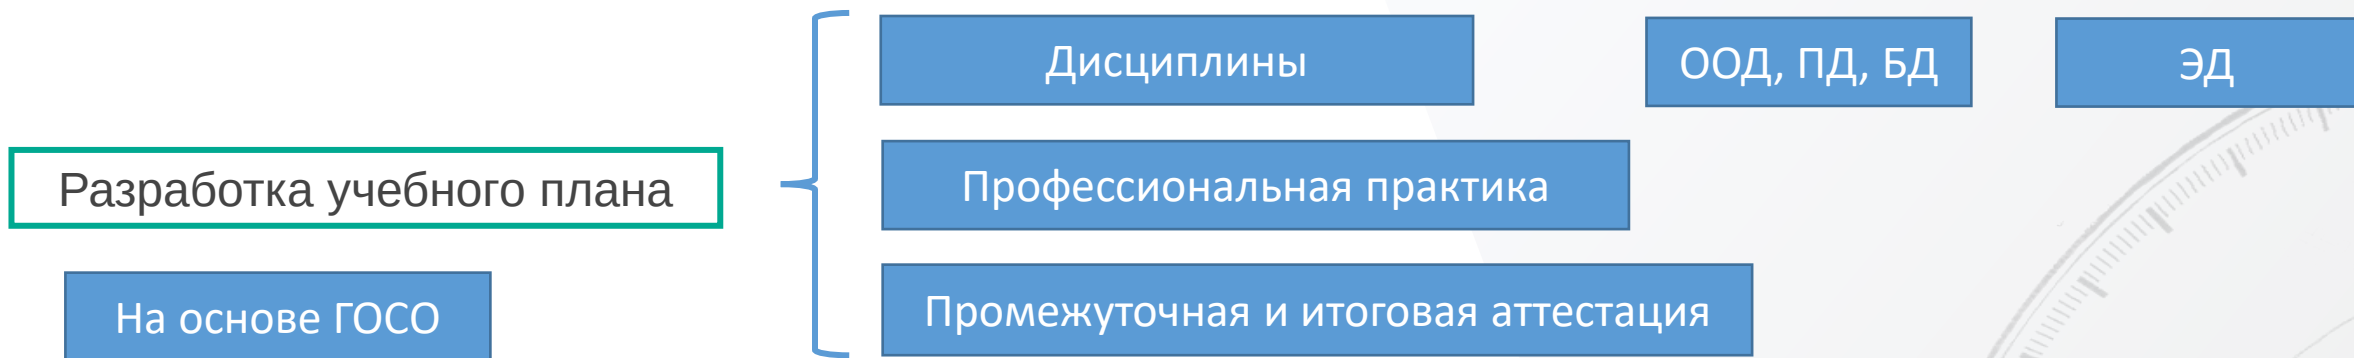 Дисциплины
ООД, ПД, БД
ЭД
Разработка учебного плана
Профессиональная практика
На основе ГОСО
Промежуточная и итоговая аттестация